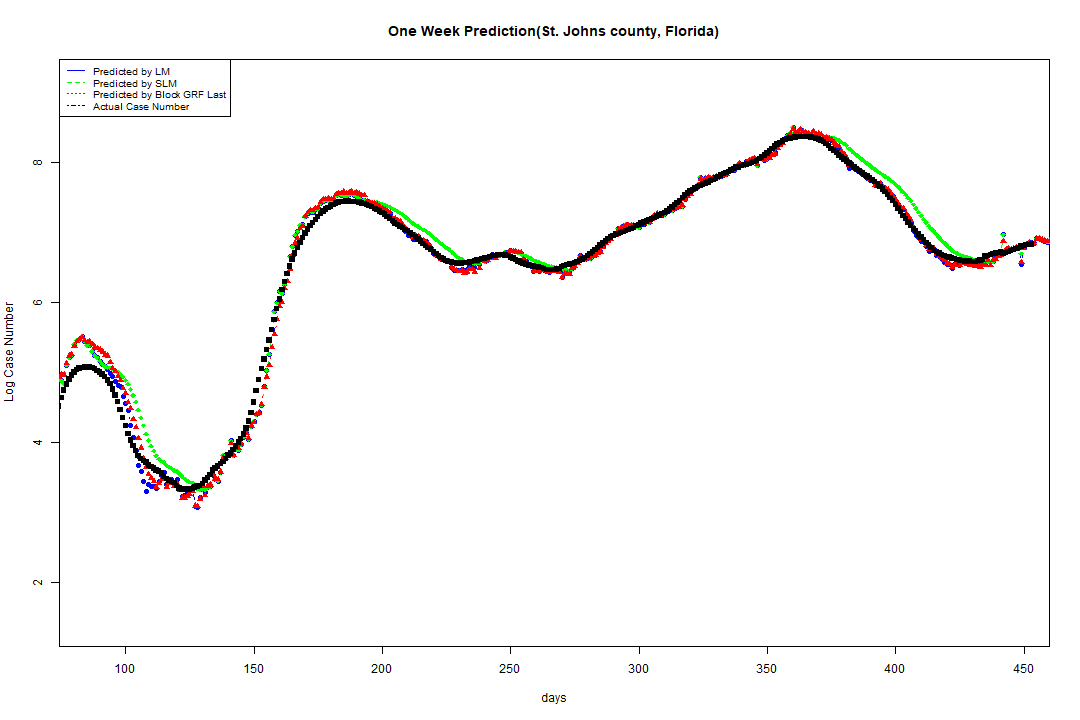 One Week Prediction(St. Johns county, Florida)
Predicted by LM
Predicted by SLM
Predicted by Block GRF Last
Actual Case Number
8
6
4
2
Log Case Number
100 150 200 250 300 350 400 450
days